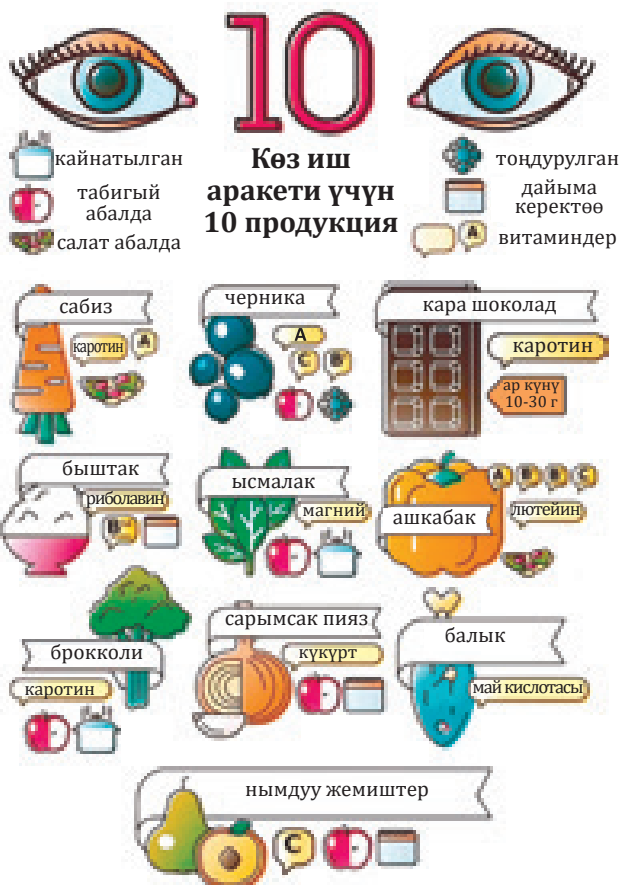 10
Көз иш
аракети үчүн
10 продукция
кайнатылган
табигый
абалда
салат абалда
тоңдурулган
дайыма
керектөө
A
витаминдер
сабиз
каротин
A
черника
A
C B
кара шоколад
каротин
ар күнү
10-30 г
быштак
риболавин
ысмалак
магний
ашкабак
A B B C
лютейин
брокколи
каротин
сарымсак пияз
күкүрт
балык
май кислотасы
нымдуу жемиштер
C